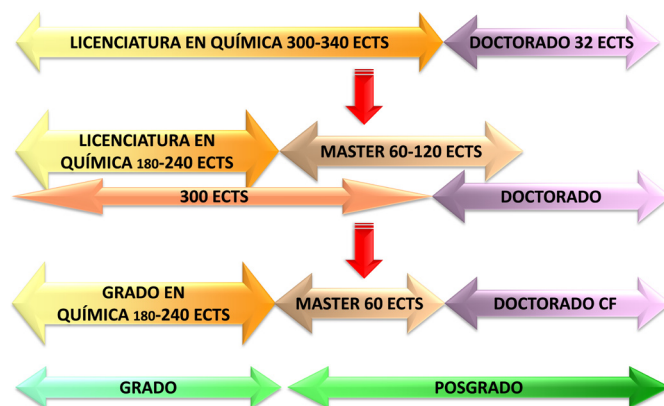 LICENCIATURA EN QUÍMICA 300-340 ECTS
DOCTORADO 32 ECTS
LICENCIATURA EN
QUÍMICA 180-240 ECTS
MASTER 60-120 ECTS
300 ECTS
DOCTORADO
GRADO EN
QUÍMICA 180-240 ECTS
MASTER 60 ECTS
DOCTORADO CF
GRADO
POSGRADO